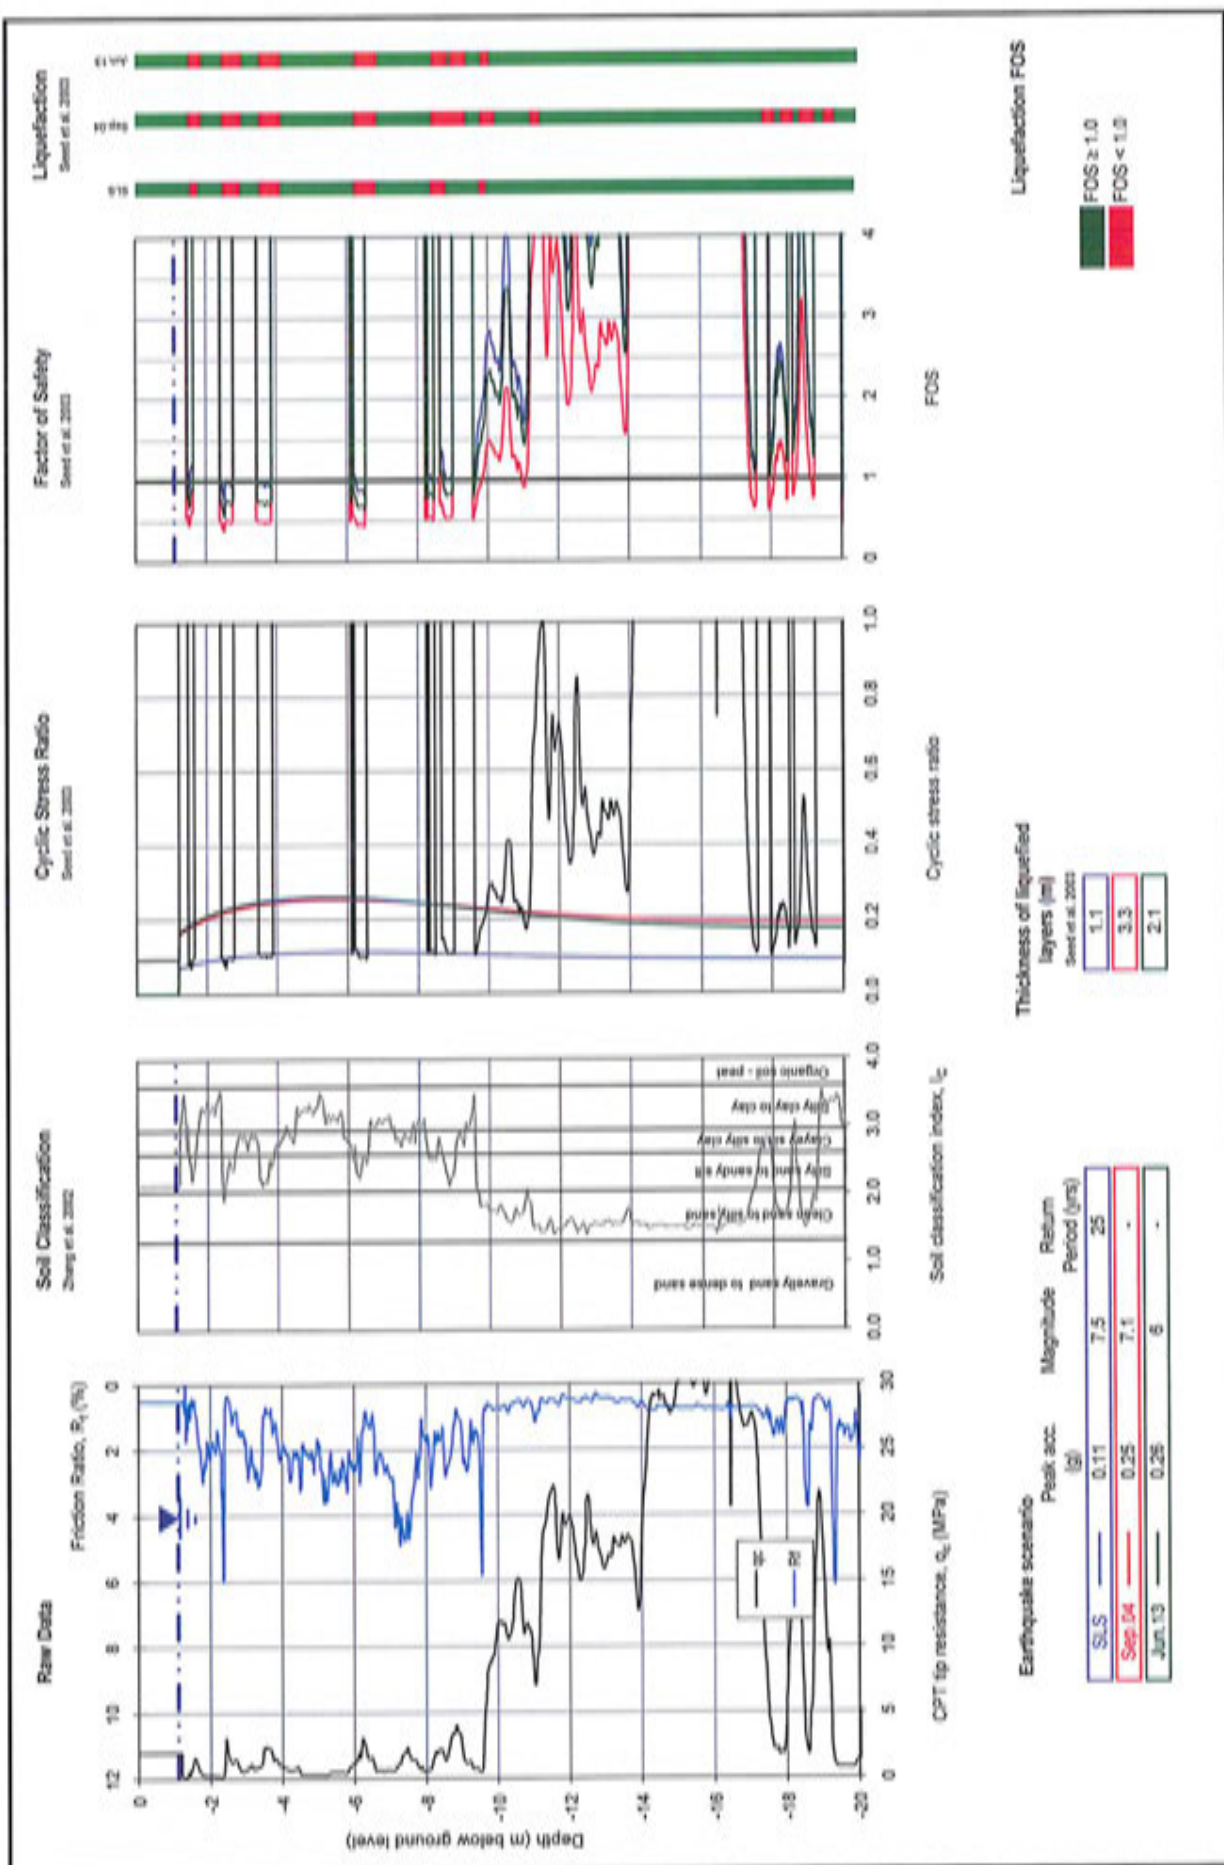 Raw Data
Friction Ratio, Rf (%)
0
2
4
6
8
10
12
0
5
10
15
20
25
30
CPT tip resistance, qc (MPa)
Depth (m below ground level)
0
-2
-4
-6
-8
-10
-12
-14
-16
-18
-20
qc
Rf
Soil Classification
Zhang et al. 2002
Gravelly sand to dense sand
Clean sand to silty sand
Silty sand to sandy silt
Clayey silt to silty clay
Silty clay to clay
Organic soil - peat
0.0
1.0
2.0
3.0
4.0
Soil classification index, Ic
Cyclic Stress Ratio
Seed et al. 2003
0.0
0.2
0.4
0.6
0.8
1.0
Cyclic stress ratio
Factor of Safety
Seed et al. 2003
0
1
2
3
4
FOS
Liquefaction
Seed et al. 2003
SLS
Sep.04
Jun.13
Earthquake scenario
Peak acc. (g)
Magnitude
Return Period (yrs)
SLS 0.11 7.5 25
Sep.04 0.25 7.1 -
Jun.13 0.26 6 -
Thickness of liquefied
layers (m)
Seed et al. 2003
1.1
3.3
2.1
Liquefaction FOS
FOS ≥ 1.0
FOS < 1.0